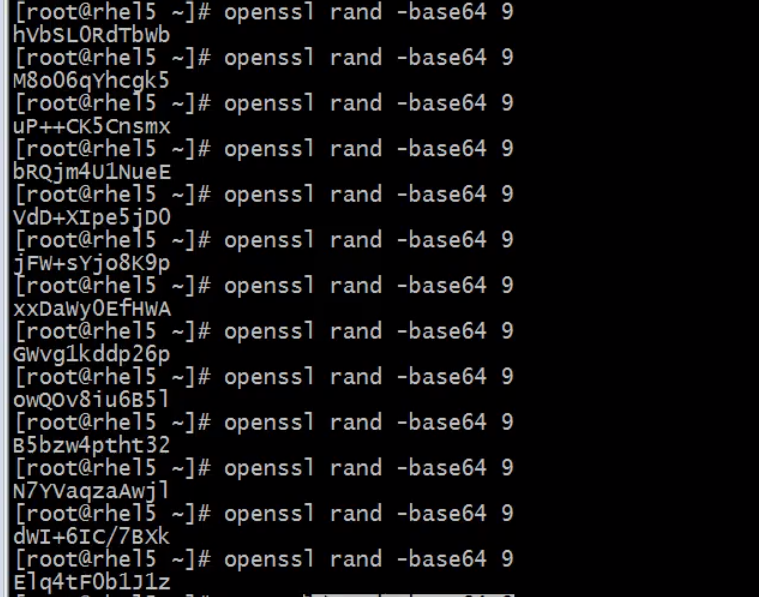 [root@rhel5 ~]# openssl rand -base64 9
hVbSL0RdTbWb
[root@rhel5 ~]# openssl rand -base64 9
M8oO6qYhcgk5
[root@rhel5 ~]# openssl rand -base64 9
uP++CK5Cnsmx
[root@rhel5 ~]# openssl rand -base64 9
bRQjm4U1NueE
[root@rhel5 ~]# openssl rand -base64 9
VdD+XIpe5jD0
[root@rhel5 ~]# openssl rand -base64 9
jFW+sYjo8K9p
[root@rhel5 ~]# openssl rand -base64 9
xxDaWy0EfHWA
[root@rhel5 ~]# openssl rand -base64 9
GWvg1kddp26p
[root@rhel5 ~]# openssl rand -base64 9
owQOv8iu6B5l
[root@rhel5 ~]# openssl rand -base64 9
B5bzw4ptht32
[root@rhel5 ~]# openssl rand -base64 9
N7YVaqzaAwjl
[root@rhel5 ~]# openssl rand -base64 9
dWI+6IC/7BXk
[root@rhel5 ~]# openssl rand -base64 9
Elq4tF0b1J1z